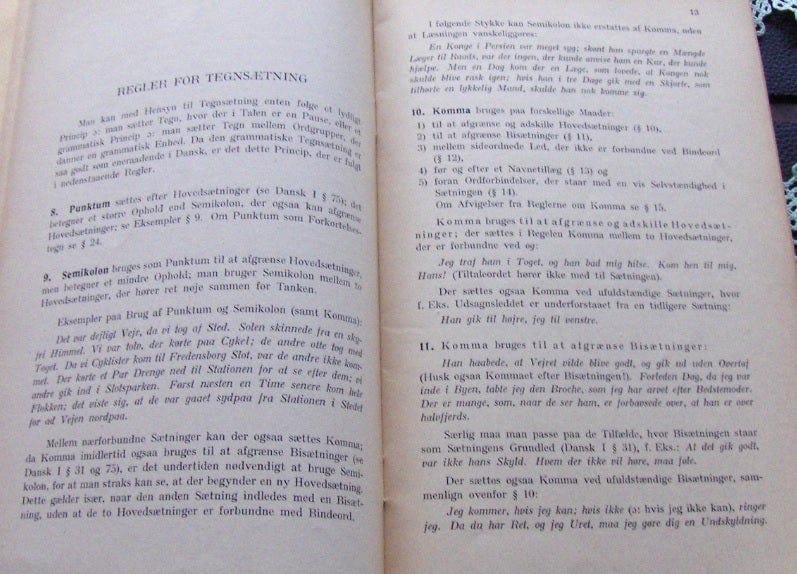 REGLER FOR TEGNSÆTNING
Man kan med Hensyn til Tegnsætning enten følge et lydligt
Princip ɔ: man sætter Tegn, hvor der i Talen er en Pause, eller et
grammatisk Princip ɔ: man sætter Tegn mellem Ordgrupper, der
danner en grammatisk Enhed. Da den grammatiske Tegnsætning er
saa godt som eneraadende i Dansk, er det dette Princip, der er fulgt
i nedenstaaende Regler.
8. Punktum sættes efter Hovedsætninger (se Dansk I § 75); det
betegner et større Ophold end Semikolon, der ogsaa kan afgrænse
Hovedsætninger; se Eksempler § 9. Om Punktum som Forkortelses-
tegn se § 24.
9. Semikolon bruges som Punktum til at afgrænse Hovedsætninger,
men betegner et mindre Ophold; man bruger Semikolon mellem to
Hovedsætninger, der hører ret nøje sammen for Tanken.
Eksempler paa Brug af Punktum og Semikolon (samt Komma):
Det var dejligt Vejr, da vi tog af Sted. Solen skinnede fra en sky-
fri Himmel. Vi var tolv, der kørte paa Cykel; de andre otte tog med
Toget. Da vi Cyklister kom til Fredensborg Slot, var de andre ikke kom-
met. Der kørte et Par Drenge ned til Stationen for at se efter dem; vi
andre gik ind i Slotsparken. Først næsten en Time senere kom hele
Flokken; det viste sig, at de var gaaet sydpaa fra Stationen i Stedet
for ad Vejen nordpaa.
Mellem nærforbundne Sætninger kan der ogsaa sættes Komma;
da Komma imidlertid ogsaa bruges til at afgrænse Bisætninger (se
Dansk I § 31 og 75), er det undertiden nødvendigt at bruge Semi-
kolon, for at man straks kan se, at der begynder en ny Hovedsætning.
Dette gælder især, naar den anden Sætning indledes med en Bisæt-
ning, uden at de to Hovedsætninger er forbundne med Bindeord.
13
I følgende Stykke kan Semikolon ikke erstattes af Komma, uden
at Læsningen vanskeliggøres:
En Konge i Persien var meget syg; skønt han spurgte en Mængde
Læger til Raads, var der ingen, der kunde anvise ham en Kur, der kunde
hjælpe. Men en Dag kom der en Læge, som lovede, at Kongen nok
skulde blive rask igen; hvis han i tre Dage gik med en Skjorte, som
tilhørte en lykkelig Mand, skulde han nok komme sig.
10. Komma bruges paa forskellige Maader:
1) til at afgrænse og adskille Hovedsætninger (§ 10),
2) til at afgrænse Bisætninger (§ 11),
3) mellem sideordnede Led, der ikke er forbundne ved Bindeord
(§ 12),
4) før og efter et Navnetillæg (§ 13) og
5) foran Ordforbindelser, der staar med en vis Selvstændighed i
Sætningen (§ 14).
Om Afvigelser fra Reglerne om Komma se § 15.
Komma bruges til at afgrænse og adskille Hovedsæt-
ninger; der sættes i Regelen Komma mellem to Hovedsætninger,
der er forbundne ved og:
Jeg traf ham i Toget, og han bad mig hilse. Kom hen til mig,
Hans! (Tiltaleordet hører ikke med til Sætningen).
Der sættes ogsaa Komma ved ufuldstændige Sætninger, hvor
f. Eks. Udsagnsleddet er underforstaaet fra en tidligere Sætning:
Han gik til højre, jeg til venstre.
11. Komma bruges til at afgrænse Bisætninger:
Han haabede, at Vejret vilde blive godt, og gik ud uden Overtøj
(Husk ogsaa Kommaet efter Bisætningen!). Forleden Dag, da jeg var
inde i Byen, tabte jeg den Broche, som jeg har arvet efter Bedstemoder.
Der er mange, som, naar de ser ham, er forbavsede over, at han er over
halvfjerds.
Særlig maa man passe paa de Tilfælde, hvor Bisætningen staar
som Sætningens Grundled (Dansk I § 31), f. Eks.: At det gik godt,
var ikke hans Skyld. Hvem der ikke vil høre, maa føle.
Der sættes ogsaa Komma ved ufuldstændige Bisætninger, sam-
menlign ovenfor § 10:
Jeg kommer, hvis jeg kan; hvis ikke (ɔ: hvis jeg ikke kan), ringer
jeg. Da du har Ret, og jeg Uret, maa jeg gøre dig en Undskyldning.